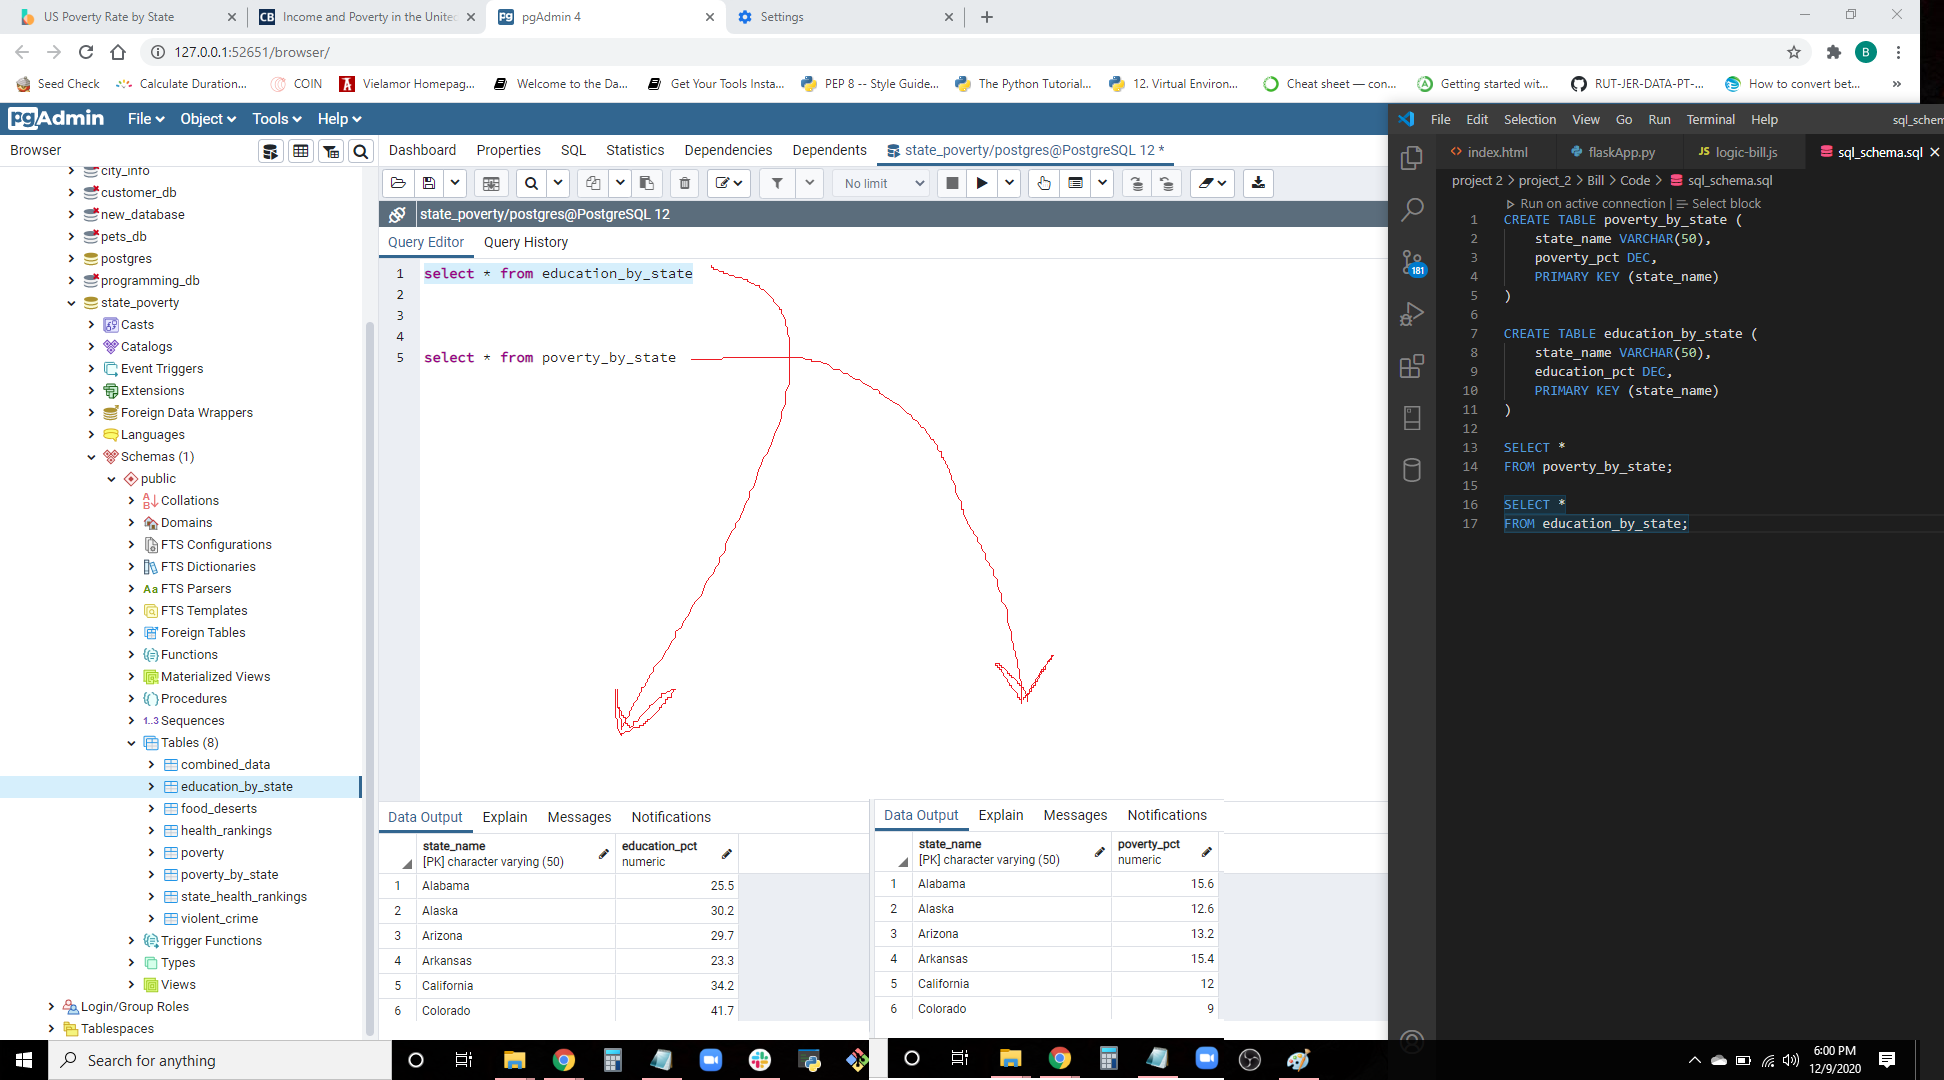 US Poverty Rate by State
Income and Poverty in the United
pgAdmin 4
Settings
127.0.0.1:52651/browser/
B
Seed Check
Calculate Duration...
COIN
Vielamor Homepag...
Welcome to the Da...
Get Your Tools Insta...
PEP 8 -- Style Guide...
The Python Tutorial...
12. Virtual Environ...
Cheat sheet — con...
Getting started wit...
RUT-JER-DATA-PT-...
How to convert bet...
»
pgAdmin
File
Object
Tools
Help
Browser
city_info
customer_db
new_database
pets_db
postgres
programming_db
state_poverty
Casts
Catalogs
Event Triggers
Extensions
Foreign Data Wrappers
Languages
Schemas (1)
public
Collations
Domains
FTS Configurations
FTS Dictionaries
FTS Parsers
FTS Templates
Foreign Tables
Functions
Materialized Views
Procedures
1..3 Sequences
Tables (8)
combined_data
education_by_state
food_deserts
health_rankings
poverty
poverty_by_state
state_health_rankings
violent_crime
Trigger Functions
Types
Views
Login/Group Roles
Tablespaces
Dashboard
Properties
SQL
Statistics
Dependencies
Dependents
state_poverty/postgres@PostgreSQL 12 *
No limit
state_poverty/postgres@PostgreSQL 12
Query Editor
Query History
1 select * from education_by_state
2
3
4
5 select * from poverty_by_state
Data Output Explain Messages Notifications
state_name education_pct
[PK] character varying (50) numeric
1 Alabama 25.5
2 Alaska 30.2
3 Arizona 29.7
4 Arkansas 23.3
5 California 34.2
6 Colorado 41.7
Data Output Explain Messages Notifications
state_name poverty_pct
[PK] character varying (50) numeric
1 Alabama 15.6
2 Alaska 12.6
3 Arizona 13.2
4 Arkansas 15.4
5 California 12
6 Colorado 9
File Edit Selection View Go Run Terminal Help
sql_schem
index.html
flaskApp.py
JS logic-bill.js
sql_schema.sql
project 2 > project_2 > Bill > Code > sql_schema.sql
Run on active connection | Select block
1 CREATE TABLE poverty_by_state (
2 state_name VARCHAR(50),
3 poverty_pct DEC,
4 PRIMARY KEY (state_name)
5 )
6
7 CREATE TABLE education_by_state (
8 state_name VARCHAR(50),
9 education_pct DEC,
10 PRIMARY KEY (state_name)
11 )
12
13 SELECT *
14 FROM poverty_by_state;
15
16 SELECT *
17 FROM education_by_state;
181
Search for anything
6:00 PM
12/9/2020